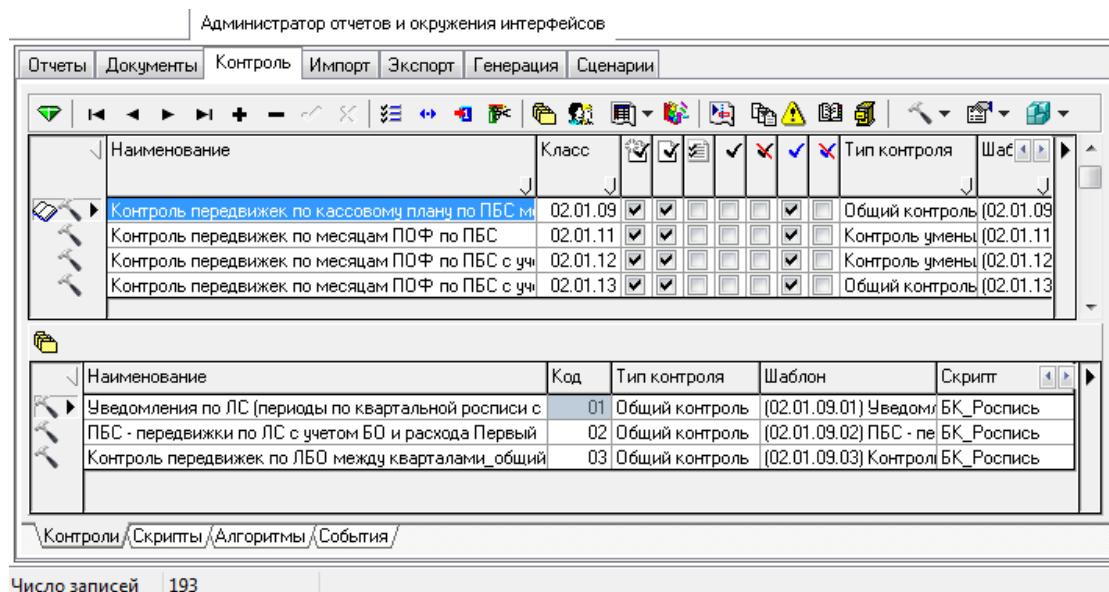 Администратор отчетов и окружения интерфейсов
Отчеты Документы Контроль Импорт Экспорт Генерация Сценарии
Наименование Класс Тип контроля Шаб
Контроль передвижек по кассовому плану по ПБС м 02.01.09 Общий контроль (02.01.09
Контроль передвижек по месяцам ПОФ по ПБС 02.01.11 Контроль умены (02.01.11
Контроль передвижек по месяцам ПОФ по ПБС с уч 02.01.12 Контроль умены (02.01.12
Контроль передвижек по месяцам ПОФ по ПБС с уч 02.01.13 Общий контроль (02.01.13
Наименование Код Тип контроля Шаблон Скрипт
Уведомления по ЛС (периоды по квартальной росписи с 01 Общий контроль (02.01.09.01) Уведомл БК_Роспись
ПБС - передвижки по ЛС с учетом БО и расхода Первый 02 Общий контроль (02.01.09.02) ПБС - пе БК_Роспись
Контроль передвижек по ЛБО между кварталами_общий 03 Общий контроль (02.01.09.03) Контрол БК_Роспись
Контроли Скрипты Алгоритмы События
Число записей 193